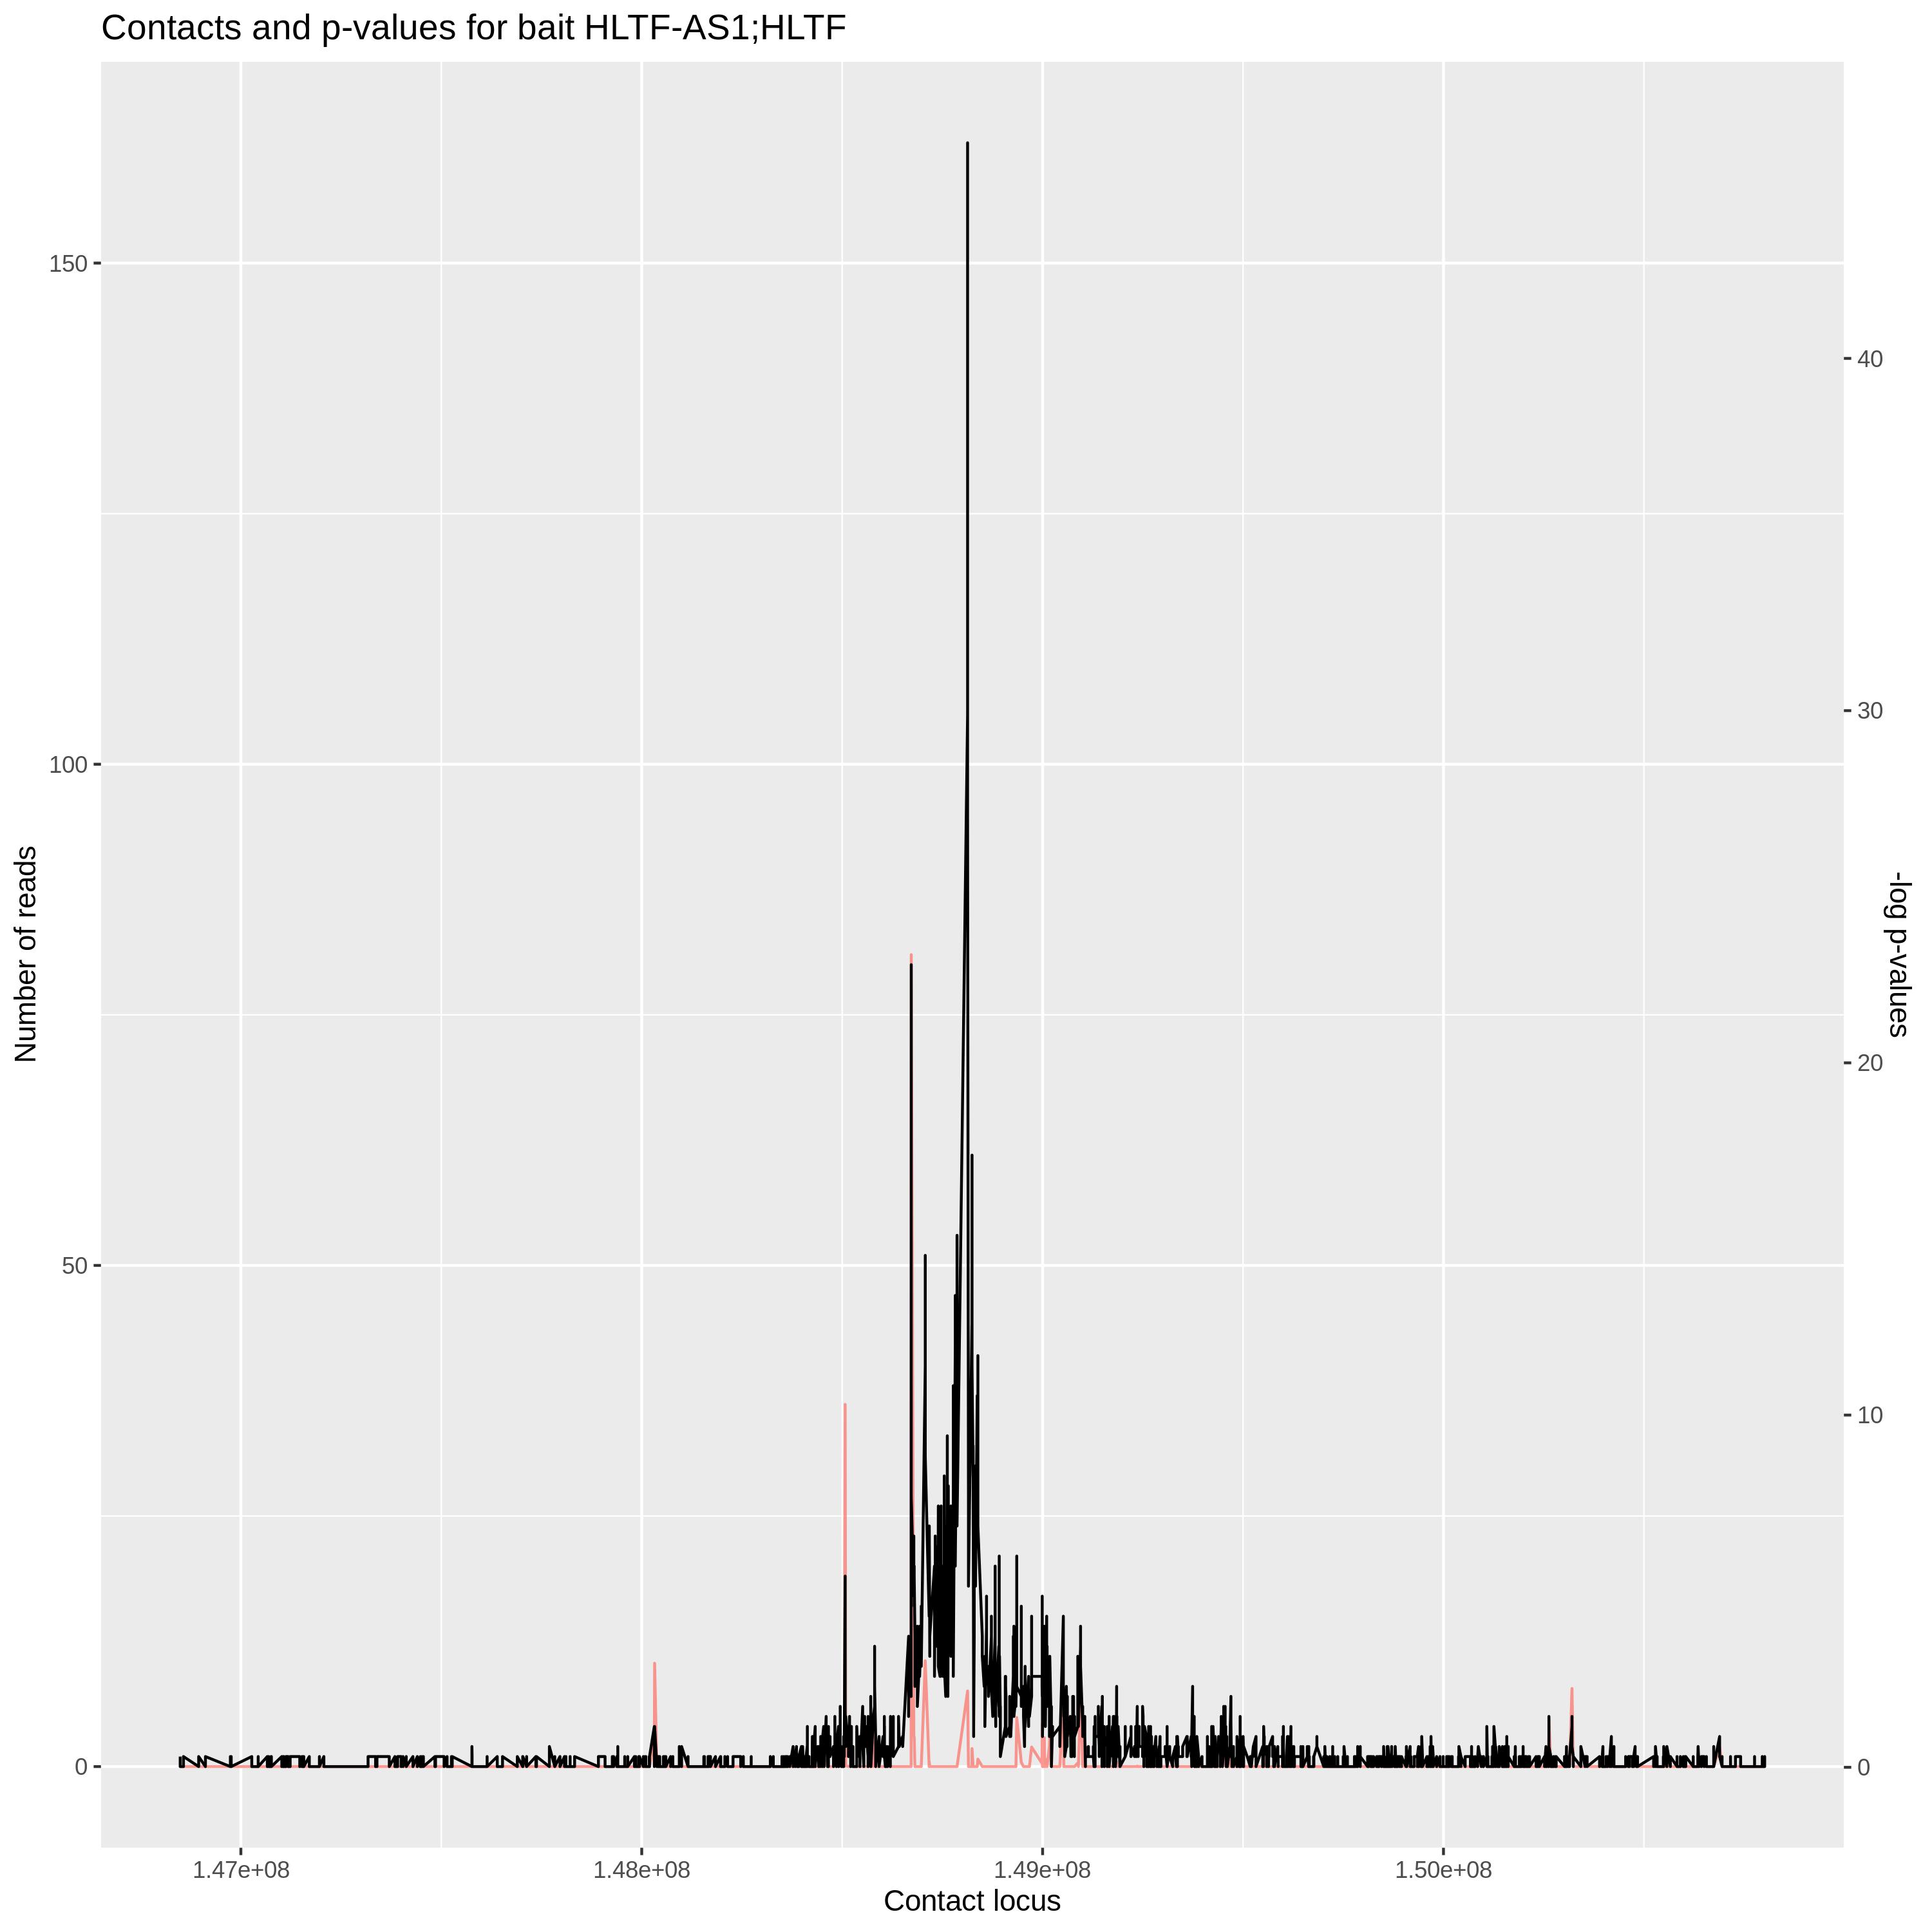 Contacts and p-values for bait HLTF-AS1;HLTF
150
100
50
0
Number of reads
40
30
20
10
0
-log p-values
1.47e+08
1.48e+08
1.49e+08
1.50e+08
Contact locus